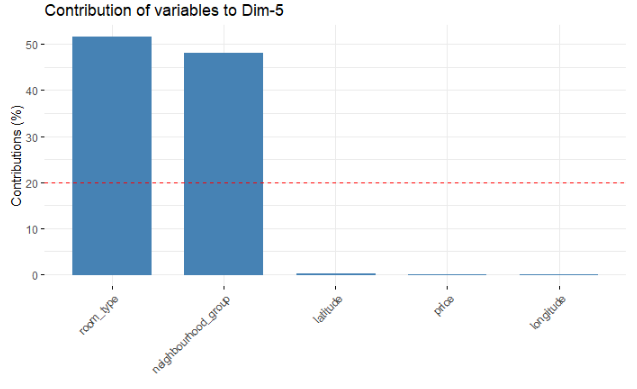 Contribution of variables to Dim-5
Contributions (%)
50
40
30
20
10
0
room_type
neighbourhood_group
latitude
price
longitude